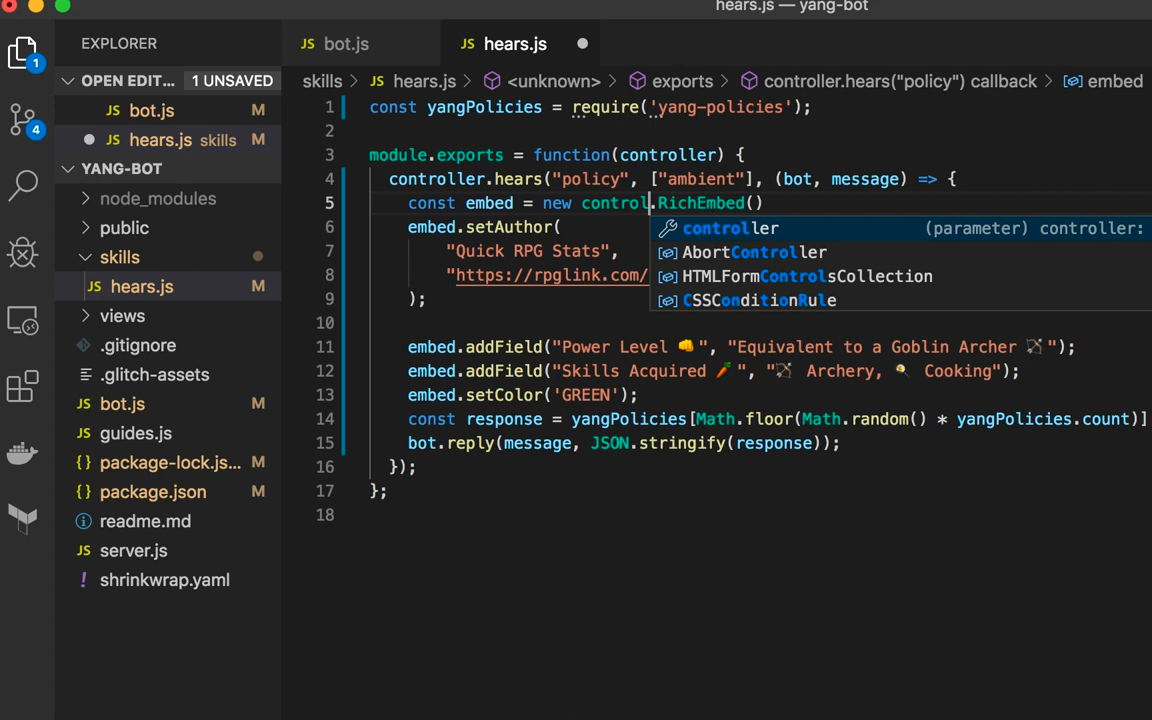 hears.js — yang-bot
EXPLORER
JS bot.js
JS hears.js
OPEN EDIT... 1 UNSAVED
skills > JS hears.js > <unknown> > exports > controller.hears("policy") callback > embed
1
4
JS bot.js M
JS hears.js skills M
YANG-BOT
node_modules
public
skills
JS hears.js M
views
.gitignore
.glitch-assets
JS bot.js M
JS guides.js
{} package-lock.js... M
{} package.json M
readme.md
JS server.js
! shrinkwrap.yaml
1 const yangPolicies = require('yang-policies');
2
3 module.exports = function(controller) {
4 controller.hears("policy", ["ambient"], (bot, message) => {
5 const embed = new control.RichEmbed()
6 embed.setAuthor(
7 "Quick RPG Stats",
8 "https://rpglink.com/
9 );
10
11 embed.addField("Power Level 👊", "Equivalent to a Goblin Archer 🏹");
12 embed.addField("Skills Acquired 🥕", "🏹 Archery, 🍳 Cooking");
13 embed.setColor('GREEN');
14 const response = yangPolicies[Math.floor(Math.random() * yangPolicies.count)]
15 bot.reply(message, JSON.stringify(response));
16 });
17 };
18
controller (parameter) controller:
AbortController
HTMLFormControlsCollection
CSSConditionRule